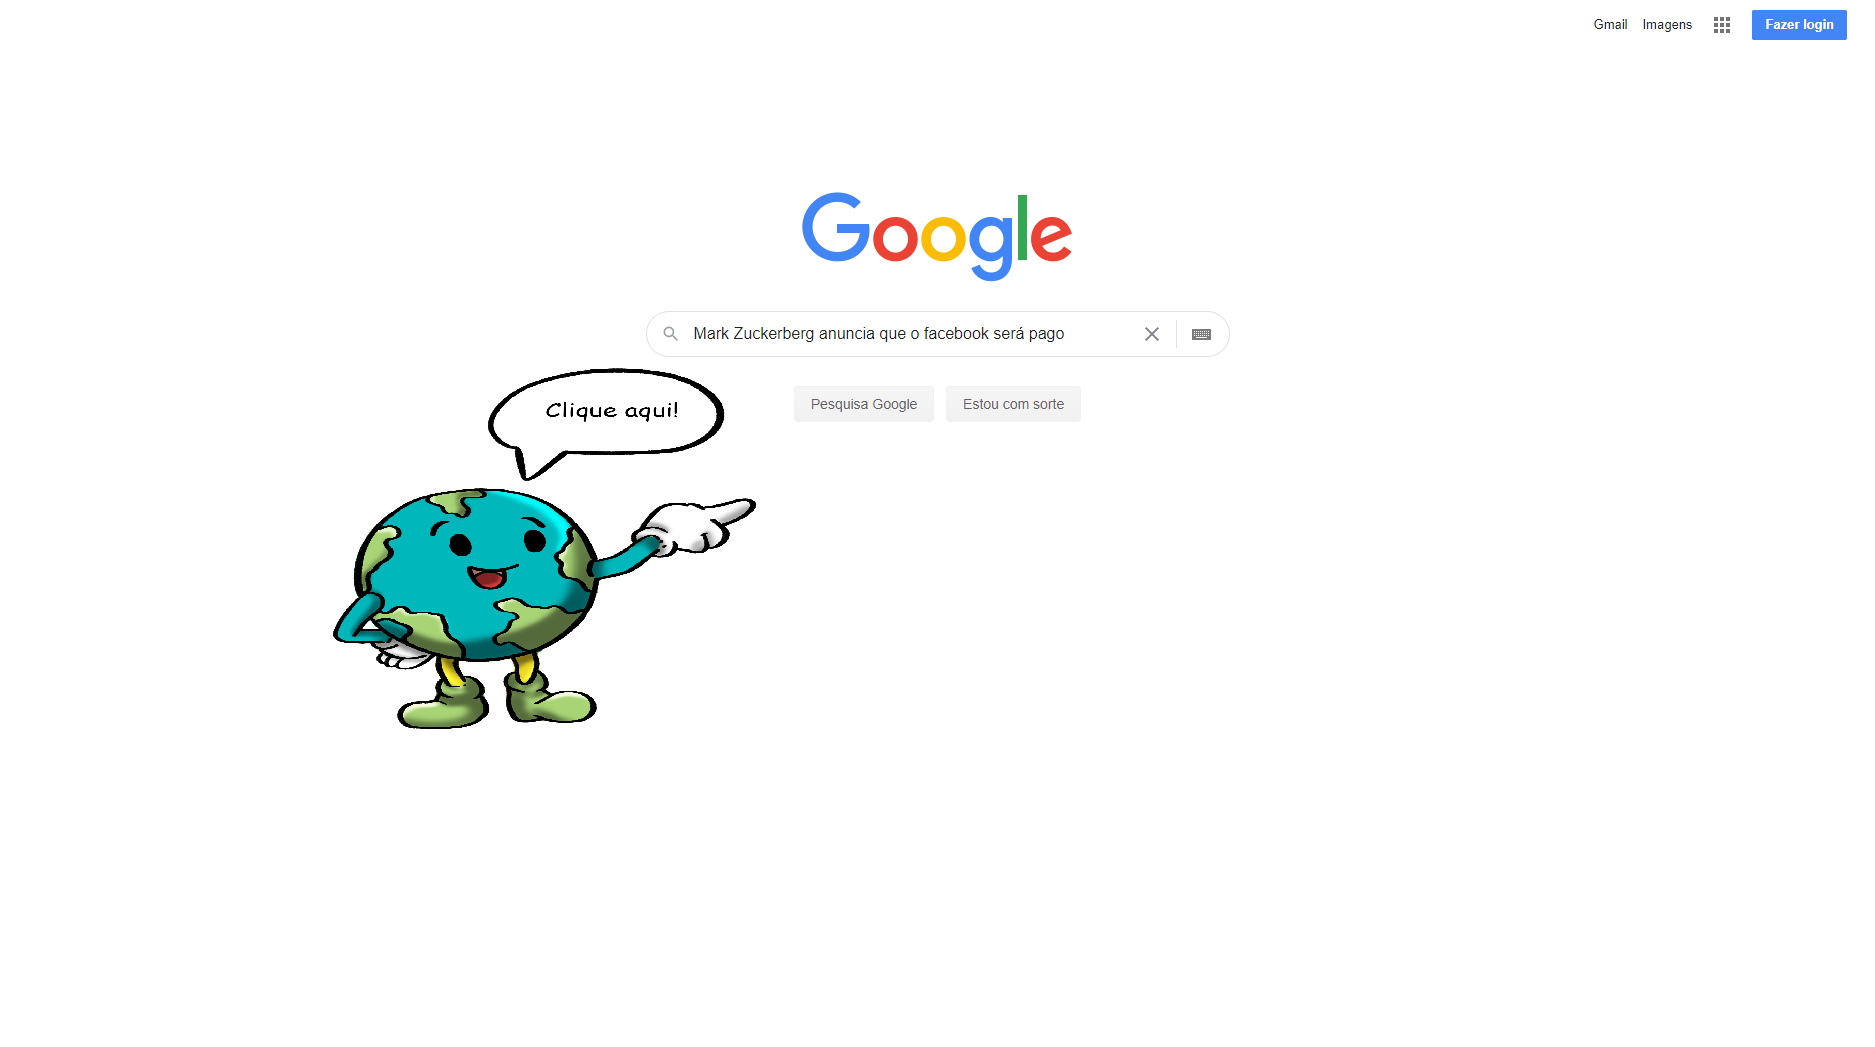 Gmail Imagens Fazer login
Google
Mark Zuckerberg anuncia que o facebook será pago
Pesquisa Google Estou com sorte
Clique aqui!